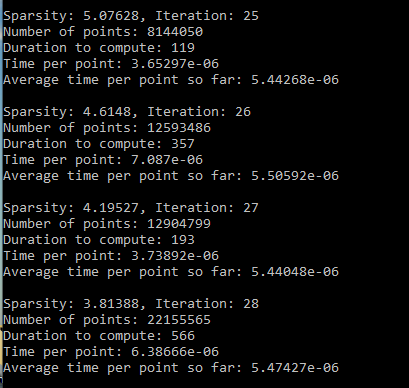 Sparsity: 5.07628, Iteration: 25
Number of points: 8144050
Duration to compute: 119
Time per point: 3.65297e-06
Average time per point so far: 5.44268e-06
Sparsity: 4.6148, Iteration: 26
Number of points: 12593486
Duration to compute: 357
Time per point: 7.087e-06
Average time per point so far: 5.50592e-06
Sparsity: 4.19527, Iteration: 27
Number of points: 12904799
Duration to compute: 193
Time per point: 3.73892e-06
Average time per point so far: 5.44048e-06
Sparsity: 3.81388, Iteration: 28
Number of points: 22155565
Duration to compute: 566
Time per point: 6.38666e-06
Average time per point so far: 5.47427e-06